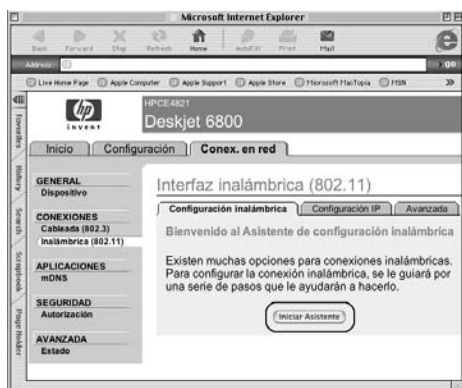 Microsoft Internet Explorer
Back Forward Stop Refresh Home AutoFill Print Mail
Address go
Live Home Page Apple Computer Apple Support Apple Store Microsoft MacTopia MSN
Favorites
History
Search
Scrapbook
Page Holder
hp
invent
HPCE4821
Deskjet 6800
Inicio Configuración Conex. en red
GENERAL
Dispositivo
CONEXIONES
Cableada (802.3)
Inalámbrica (802.11)
APLICACIONES
mDNS
SEGURIDAD
Autorización
AVANZADA
Estado
Interfaz inalámbrica (802.11)
Configuración inalámbrica Configuración IP Avanzada
Bienvenido al Asistente de configuración inalámbrica
Existen muchas opciones para conexiones inalámbricas.
Para configurar la conexión inalámbrica, se le guiará por
una serie de pasos que le ayudarán a hacerlo.
Iniciar Asistente